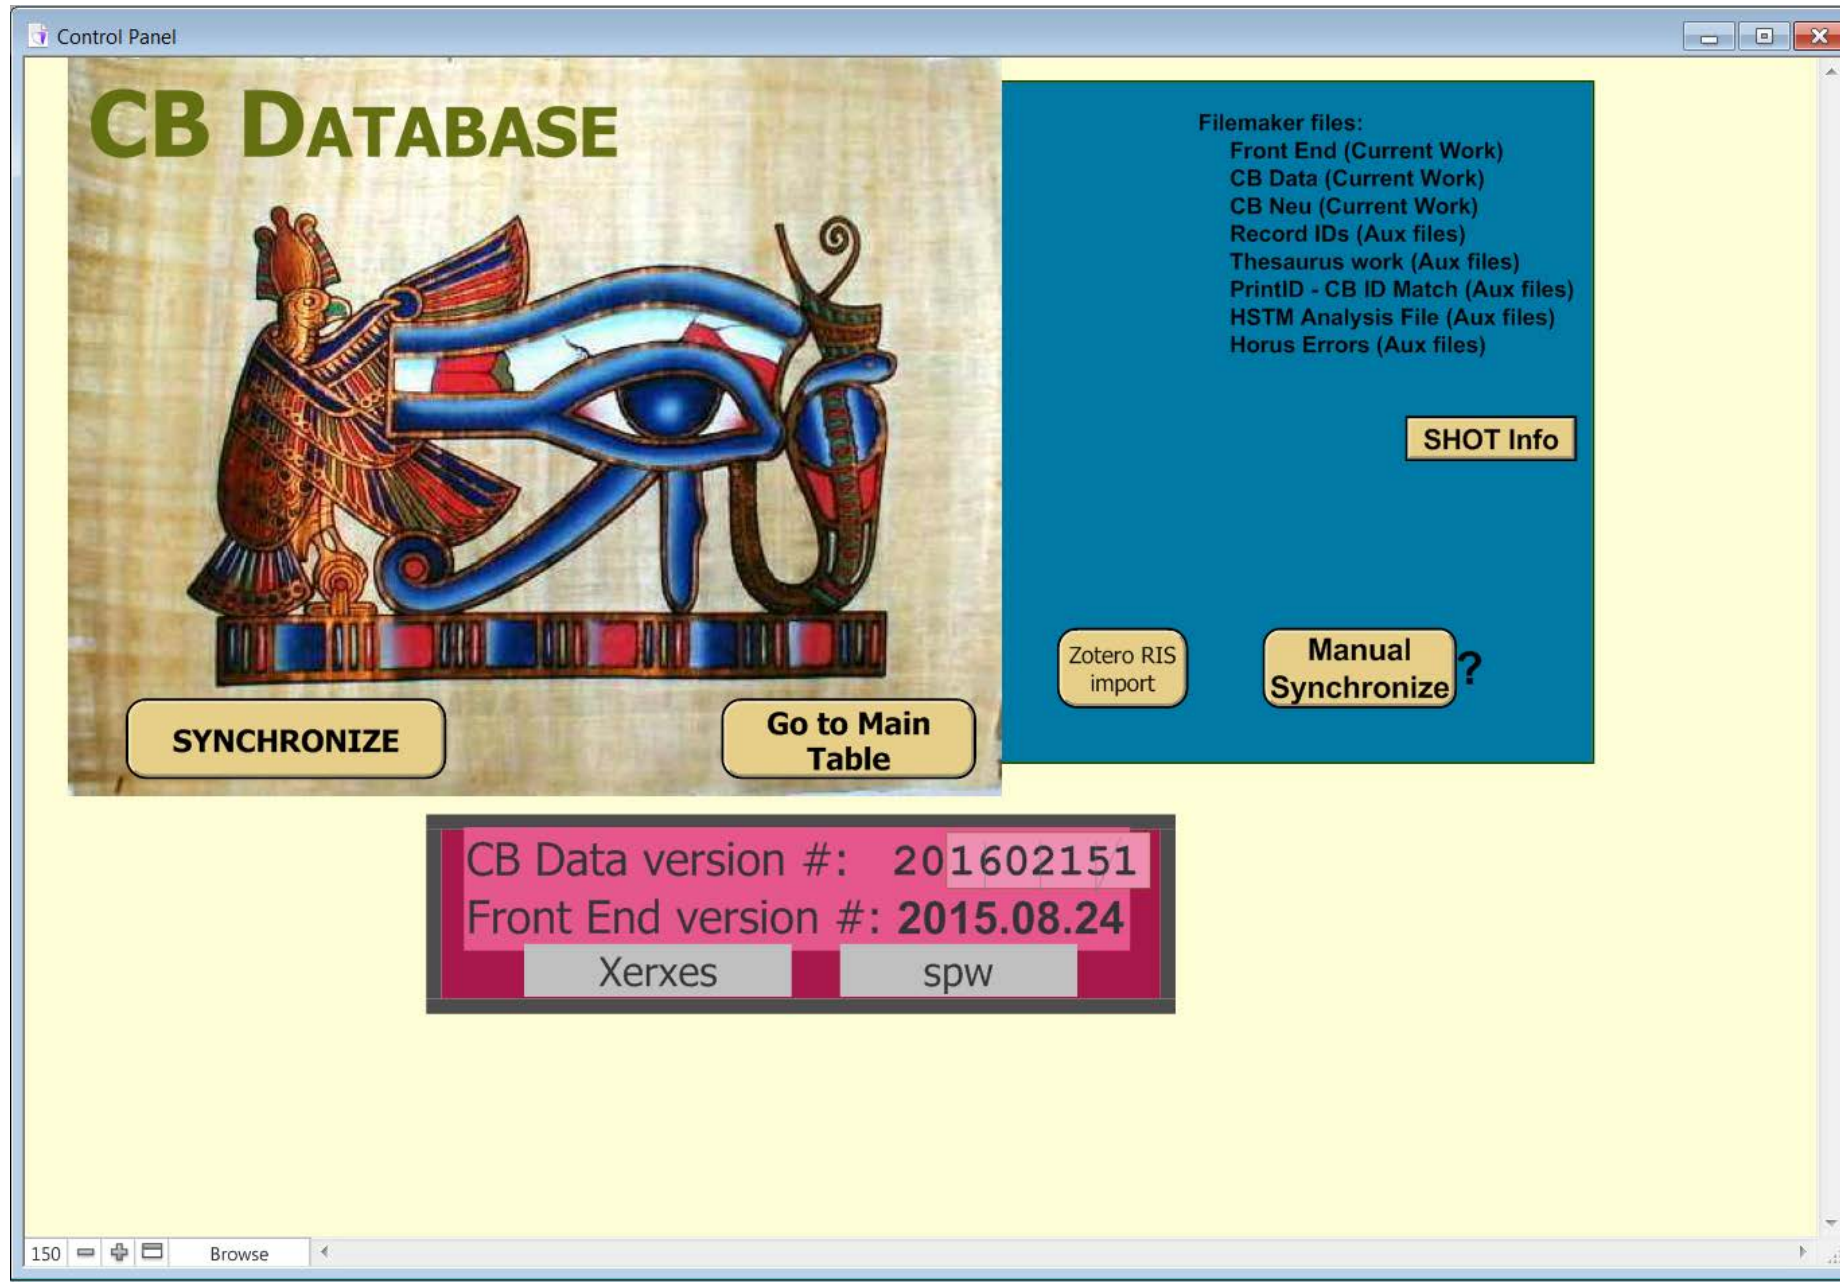 Control Panel
CB DATABASE
Filemaker files:
Front End (Current Work)
CB Data (Current Work)
CB Neu (Current Work)
Record IDs (Aux files)
Thesaurus work (Aux files)
PrintID - CB ID Match (Aux files)
HSTM Analysis File (Aux files)
Horus Errors (Aux files)
SHOT Info
Zotero RIS
import
Manual
Synchronize
?
SYNCHRONIZE
Go to Main
Table
CB Data version #: 201602151
Front End version #: 2015.08.24
Xerxes
spw
150
Browse